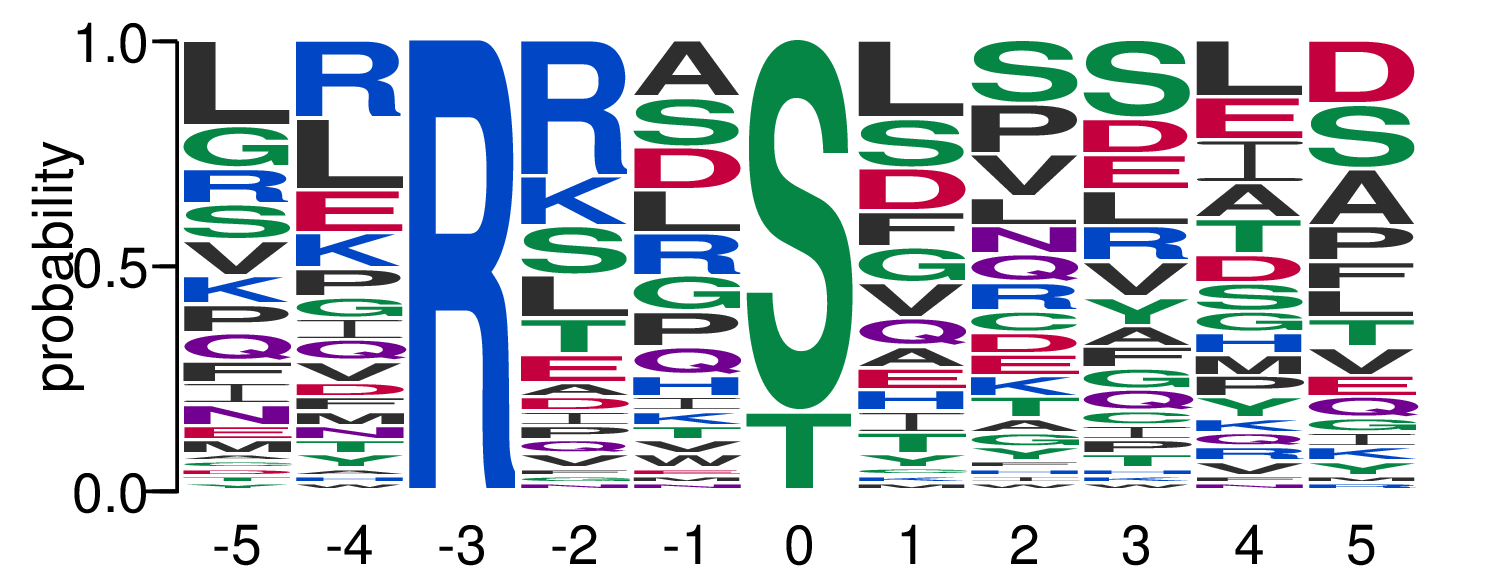 probability
1.0
0.5
0.0
L G R S V K P Q F I N E M
R L E K P G I Q V D F M N T Y
R
R K S L T E A D I P Q V
A S D L R G P Q H I K T V W
S T
L S D F G V Q A E H I T Y
S P V L N Q R C D E K T A G Y
S D E L R V Y A F G Q C I P T
L E I A T D S G H M P Y K Q R V
D S A P F L T V E Q G I K Y
-5 -4 -3 -2 -1 0 1 2 3 4 5